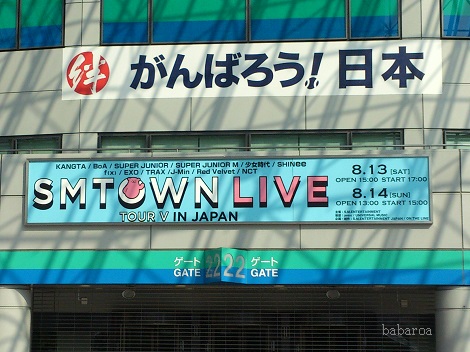 絆 がんばろう!日本
KANGTA / BoA / SUPER JUNIOR / SUPER JUNIOR M / 少女時代 / SHINee
f(x) / EXO / TRAX / J-Min / Red Velvet / NCT
SMTOWN LIVE
TOUR V IN JAPAN
8.13 (SAT)
OPEN 15:00 START 17:00
8.14 (SUN)
OPEN 13:00 START 15:00
ゲート 22 22 ゲート
GATE GATE
babaroa